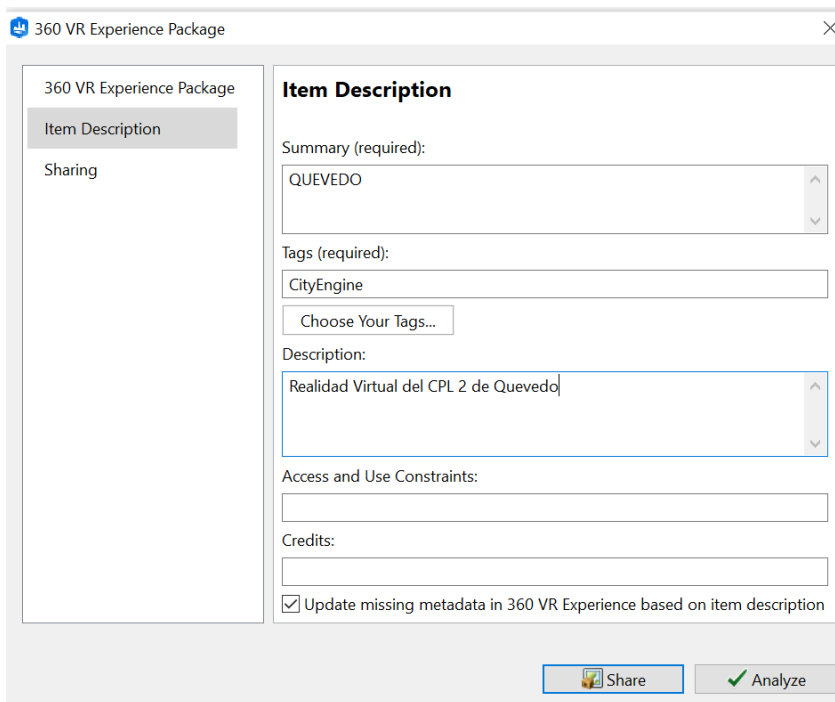 360 VR Experience Package
360 VR Experience Package
Item Description
Sharing
Item Description
Summary (required):
QUEVEDO
Tags (required):
CityEngine
Choose Your Tags...
Description:
Realidad Virtual del CPL 2 de Quevedo
Access and Use Constraints:
Credits:
Update missing metadata in 360 VR Experience based on item description
Share
Analyze